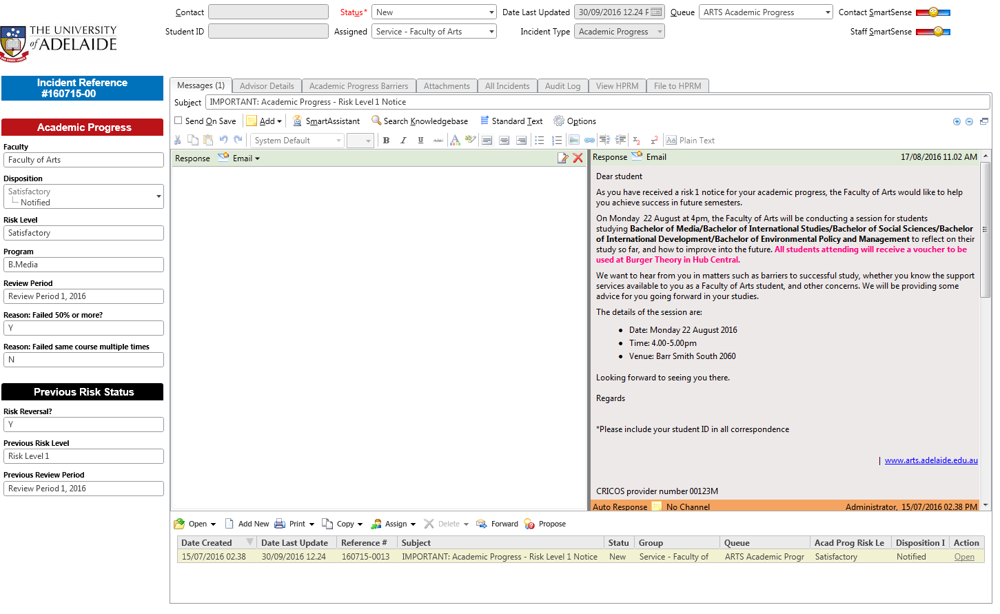 Contact Status* New Date Last Updated 30/09/2016 12.24 F Queue ARTS Academic Progress Contact SmartSense
Student ID Assigned Service - Faculty of Arts Incident Type Academic Progress Staff SmartSense
THE UNIVERSITY
of ADELAIDE
Incident Reference
#160715-00
Messages (1) Advisor Details Academic Progress Barriers Attachments All Incidents Audit Log View HPRM File to HPRM
Subject IMPORTANT: Academic Progress - Risk Level 1 Notice
Send On Save Add SmartAssistant Search Knowledgebase Standard Text Options
System Default B I U ABC A ab x2 x2 Aa Plain Text
Academic Progress
Faculty
Faculty of Arts
Disposition
Satisfactory
Notified
Risk Level
Satisfactory
Program
B.Media
Review Period
Review Period 1, 2016
Reason: Failed 50% or more?
Y
Reason: Failed same course multiple times
N
Previous Risk Status
Risk Reversal?
Y
Previous Risk Level
Risk Level 1
Previous Review Period
Review Period 1, 2016
Response Email
Response Email 17/08/2016 11.02 AM
Dear student
As you have received a risk 1 notice for your academic progress, the Faculty of Arts would like to help
you achieve success in future semesters.
On Monday 22 August at 4pm, the Faculty of Arts will be conducting a session for students
studying Bachelor of Media/Bachelor of International Studies/Bachelor of Social Sciences/Bachelor
of International Development/Bachelor of Environmental Policy and Management to reflect on their
study so far, and how to improve into the future. All students attending will receive a voucher to be
used at Burger Theory in Hub Central.
We want to hear from you in matters such as barriers to successful study, whether you know the support
services available to you as a Faculty of Arts student, and other concerns. We will be providing some
advice for you going forward in your studies.
The details of the session are:
• Date: Monday 22 August 2016
• Time: 4.00-5.00pm
• Venue: Barr Smith South 2060
Looking forward to seeing you there.
Regards
*Please include your student ID in all correspondence
| www.arts.adelaide.edu.au
CRICOS provider number 00123M
Auto Response No Channel Administrator, 15/07/2016 02.38 PM
Open Add New Print Copy Assign Delete Forward Propose
Date Created Date Last Update Reference # Subject Statu Group Queue Acad Prog Risk Le Disposition I Action
15/07/2016 02.38 30/09/2016 12.24 160715-0013 IMPORTANT: Academic Progress - Risk Level 1 Notice New Service - Faculty of ARTS Academic Progr Satisfactory Notified Open